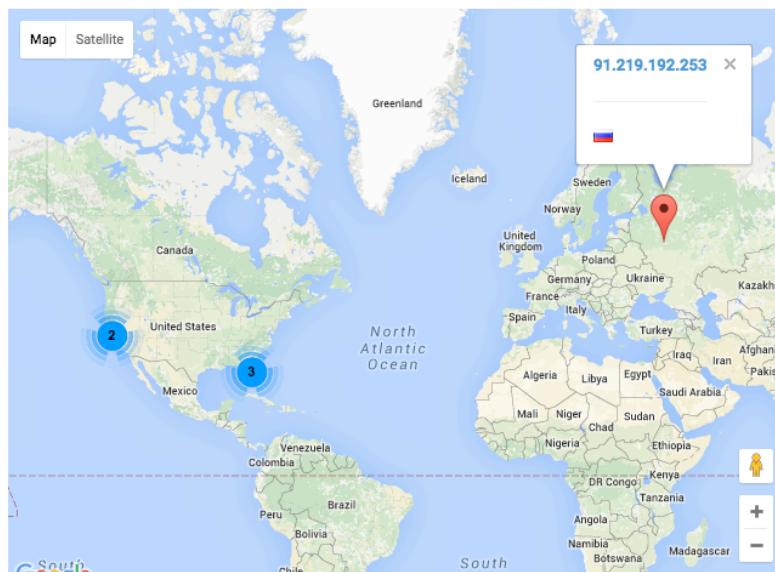 Map
Satellite
91.219.192.253
Greenland
Iceland
Sweden
Norway
United
Kingdom
Canada
Poland
Germany
Ukraine
France
Kazakh
Spain
Italy
United States
2
3
North
Atlantic
Ocean
Turkey
Iraq
Iran
Afghan
Pakis
Algeria
Libya
Egypt
Saudi Arabia
Mexico
Mali
Niger
Sudan
Chad
Venezuela
Nigeria
Ethiopia
Colombia
Kenya
DR Congo
Tanzania
Peru
Brazil
Angola
Bolivia
Namibia
Madagascar
Botswana
South
South
Google